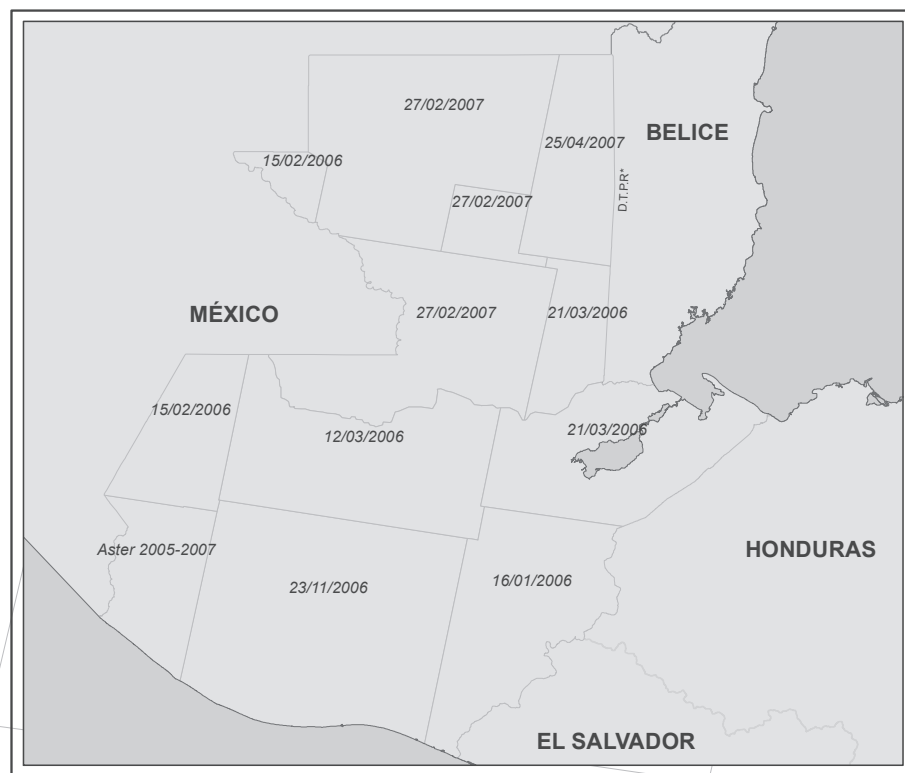 27/02/2007
BELICE
25/04/2007
15/02/2006
D.T.P.R*
27/02/2007
MÉXICO
27/02/2007
21/03/2006
15/02/2006
12/03/2006
21/03/2006
Aster 2005-2007
HONDURAS
23/11/2006
16/01/2006
EL SALVADOR